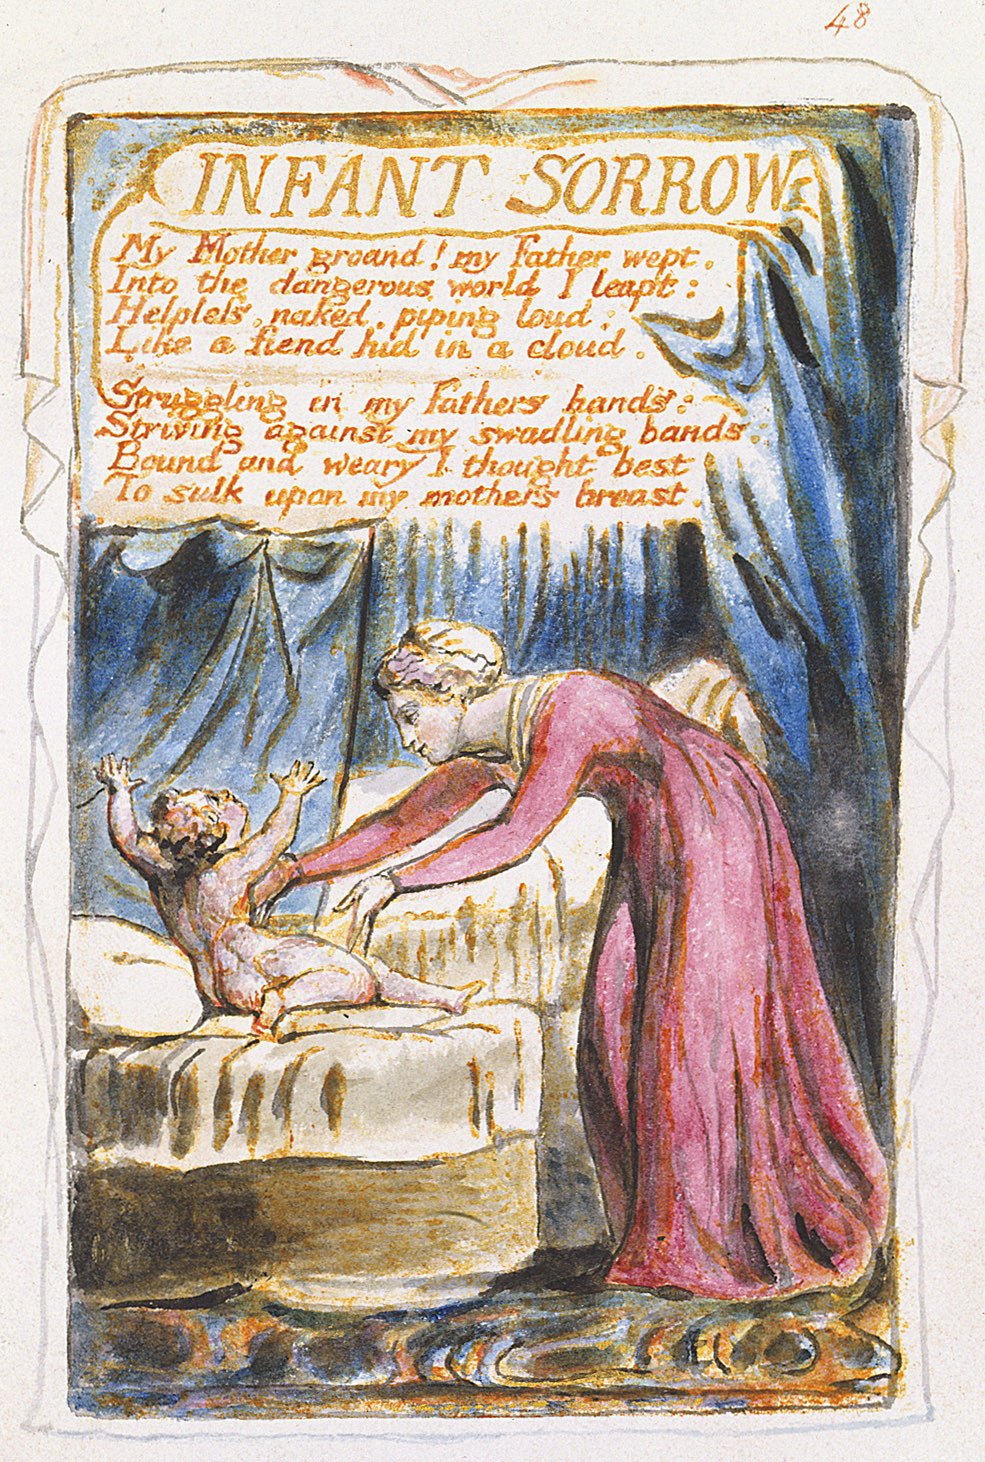 48
INFANT SORROW
My Mother groand! my Father wept.
Into the dangerous world I leapt:
Helpless, naked, piping loud:
Like a fiend hid in a cloud.
Struggling in my fathers hands:
Striving against my swadling bands:
Bound and weary I thought best
To sulk upon my mothers breast.